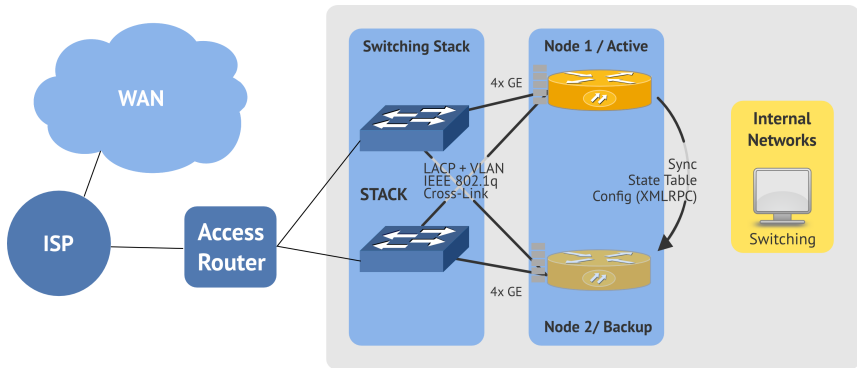 WAN
ISP
Access
Router
Switching Stack
STACK
LACP + VLAN
IEEE 802.1q
Cross-Link
4x GE
4x GE
Node 1 / Active
Node 2/ Backup
Sync
State Table
Config (XMLRPC)
Internal
Networks
Switching